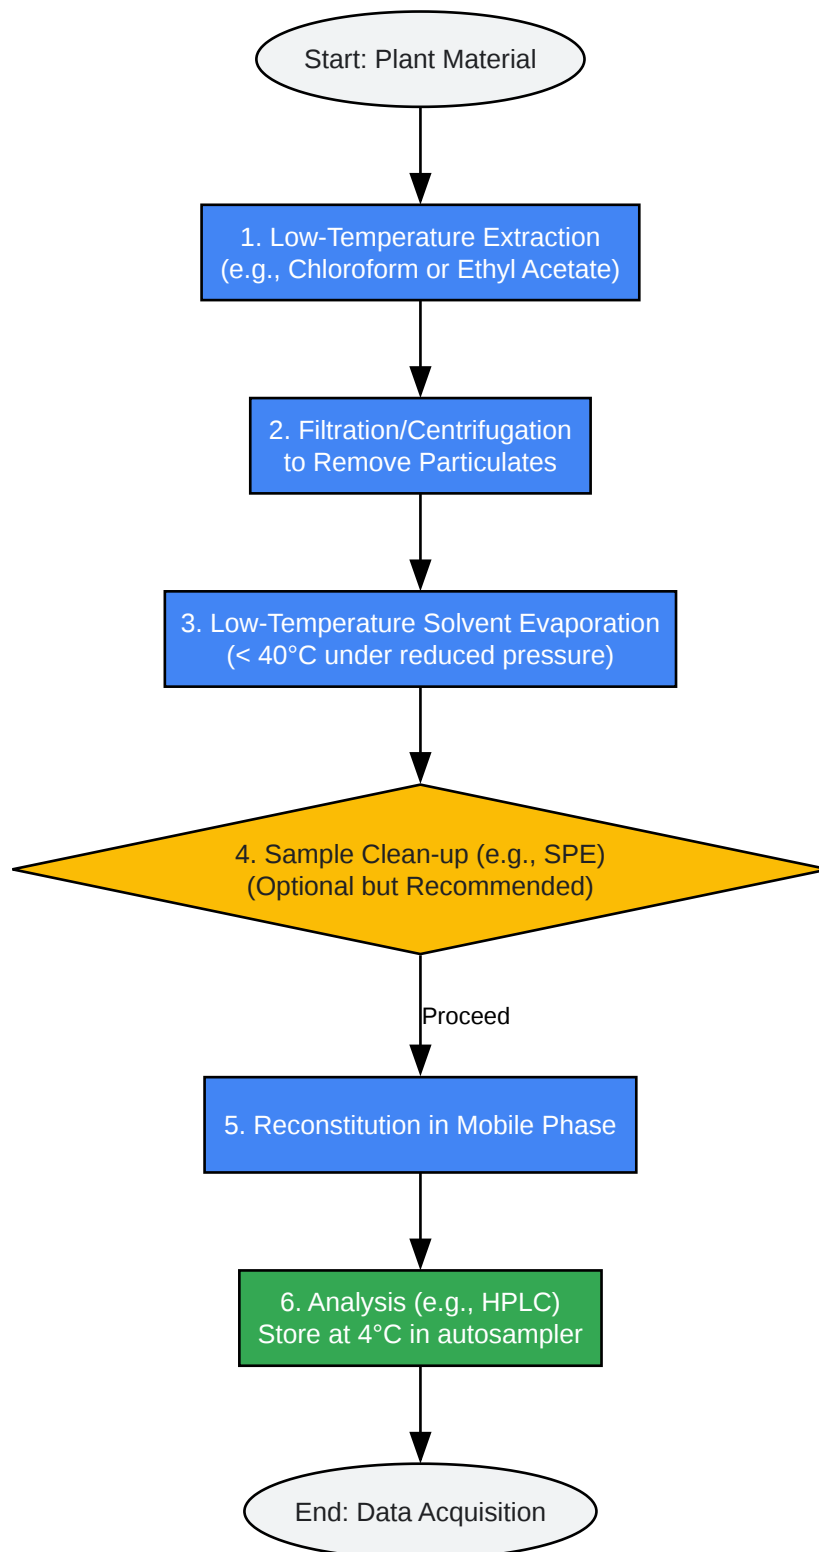 Start: Plant Material
1. Low-Temperature Extraction
(e.g., Chloroform or Ethyl Acetate)
2. Filtration/Centrifugation
to Remove Particulates
3. Low-Temperature Solvent Evaporation
(< 40°C under reduced pressure)
4. Sample Clean-up (e.g., SPE)
(Optional but Recommended)
Proceed
5. Reconstitution in Mobile Phase
6. Analysis (e.g., HPLC)
Store at 4°C in autosampler
End: Data Acquisition